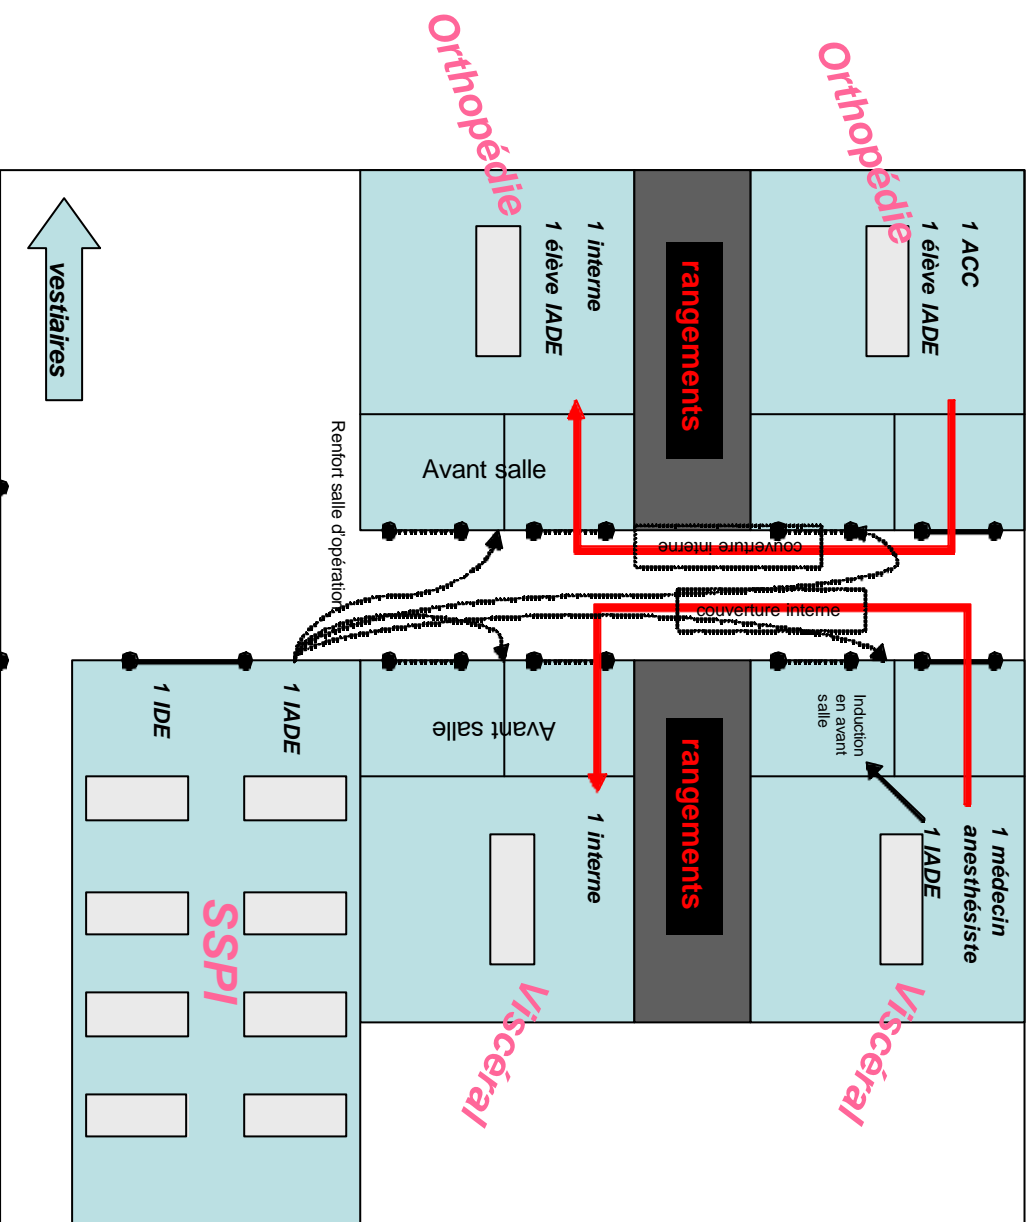 Orthopédie
Orthopédie
1 ACC
1 élève IADE
1 interne
1 élève IADE
rangements
vestiaires
Avant salle
Renfort salle d'opération
couverture interne
couverture interne
1 IDE
1 IADE
Avant salle
Induction
en avant
salle
rangements
1 interne
1 médecin
anesthésiste
1 IADE
SSPI
Viscéral
Viscéral